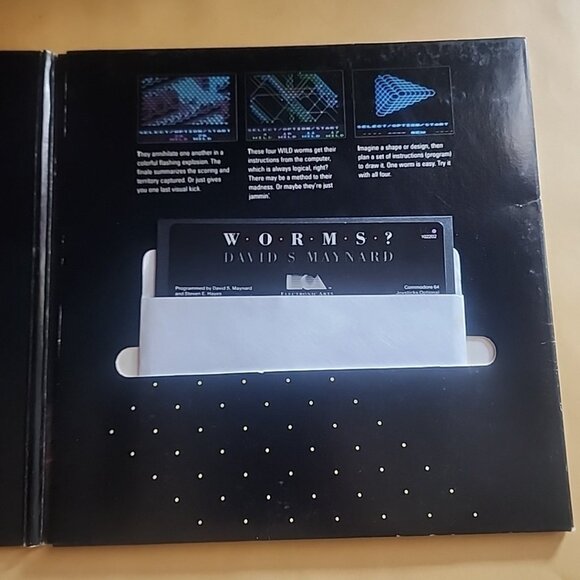 SELECT/OPTION/START
They annihilate one another in a
colorful flashing explosion. The
finale summarizes the scoring and
territory captured. Or just gives
you one last visual kick.
SELECT/OPTION/START
These four WILD worms get their
instructions from the computer,
which is always logical, right?
There may be a method to their
madness. Or maybe they're just
jammin'.
SELECT/OPTION/START
Imagine a shape or design, then
plan a set of instructions (program)
to draw it. One worm is easy. Try it
with all four.
W·O·R·M·S·?
DAVID S MAYNARD
Programmed by David S. Maynard
and Steven E. Hayes
ELECTRONIC ARTS
Commodore 64
Joysticks Optional